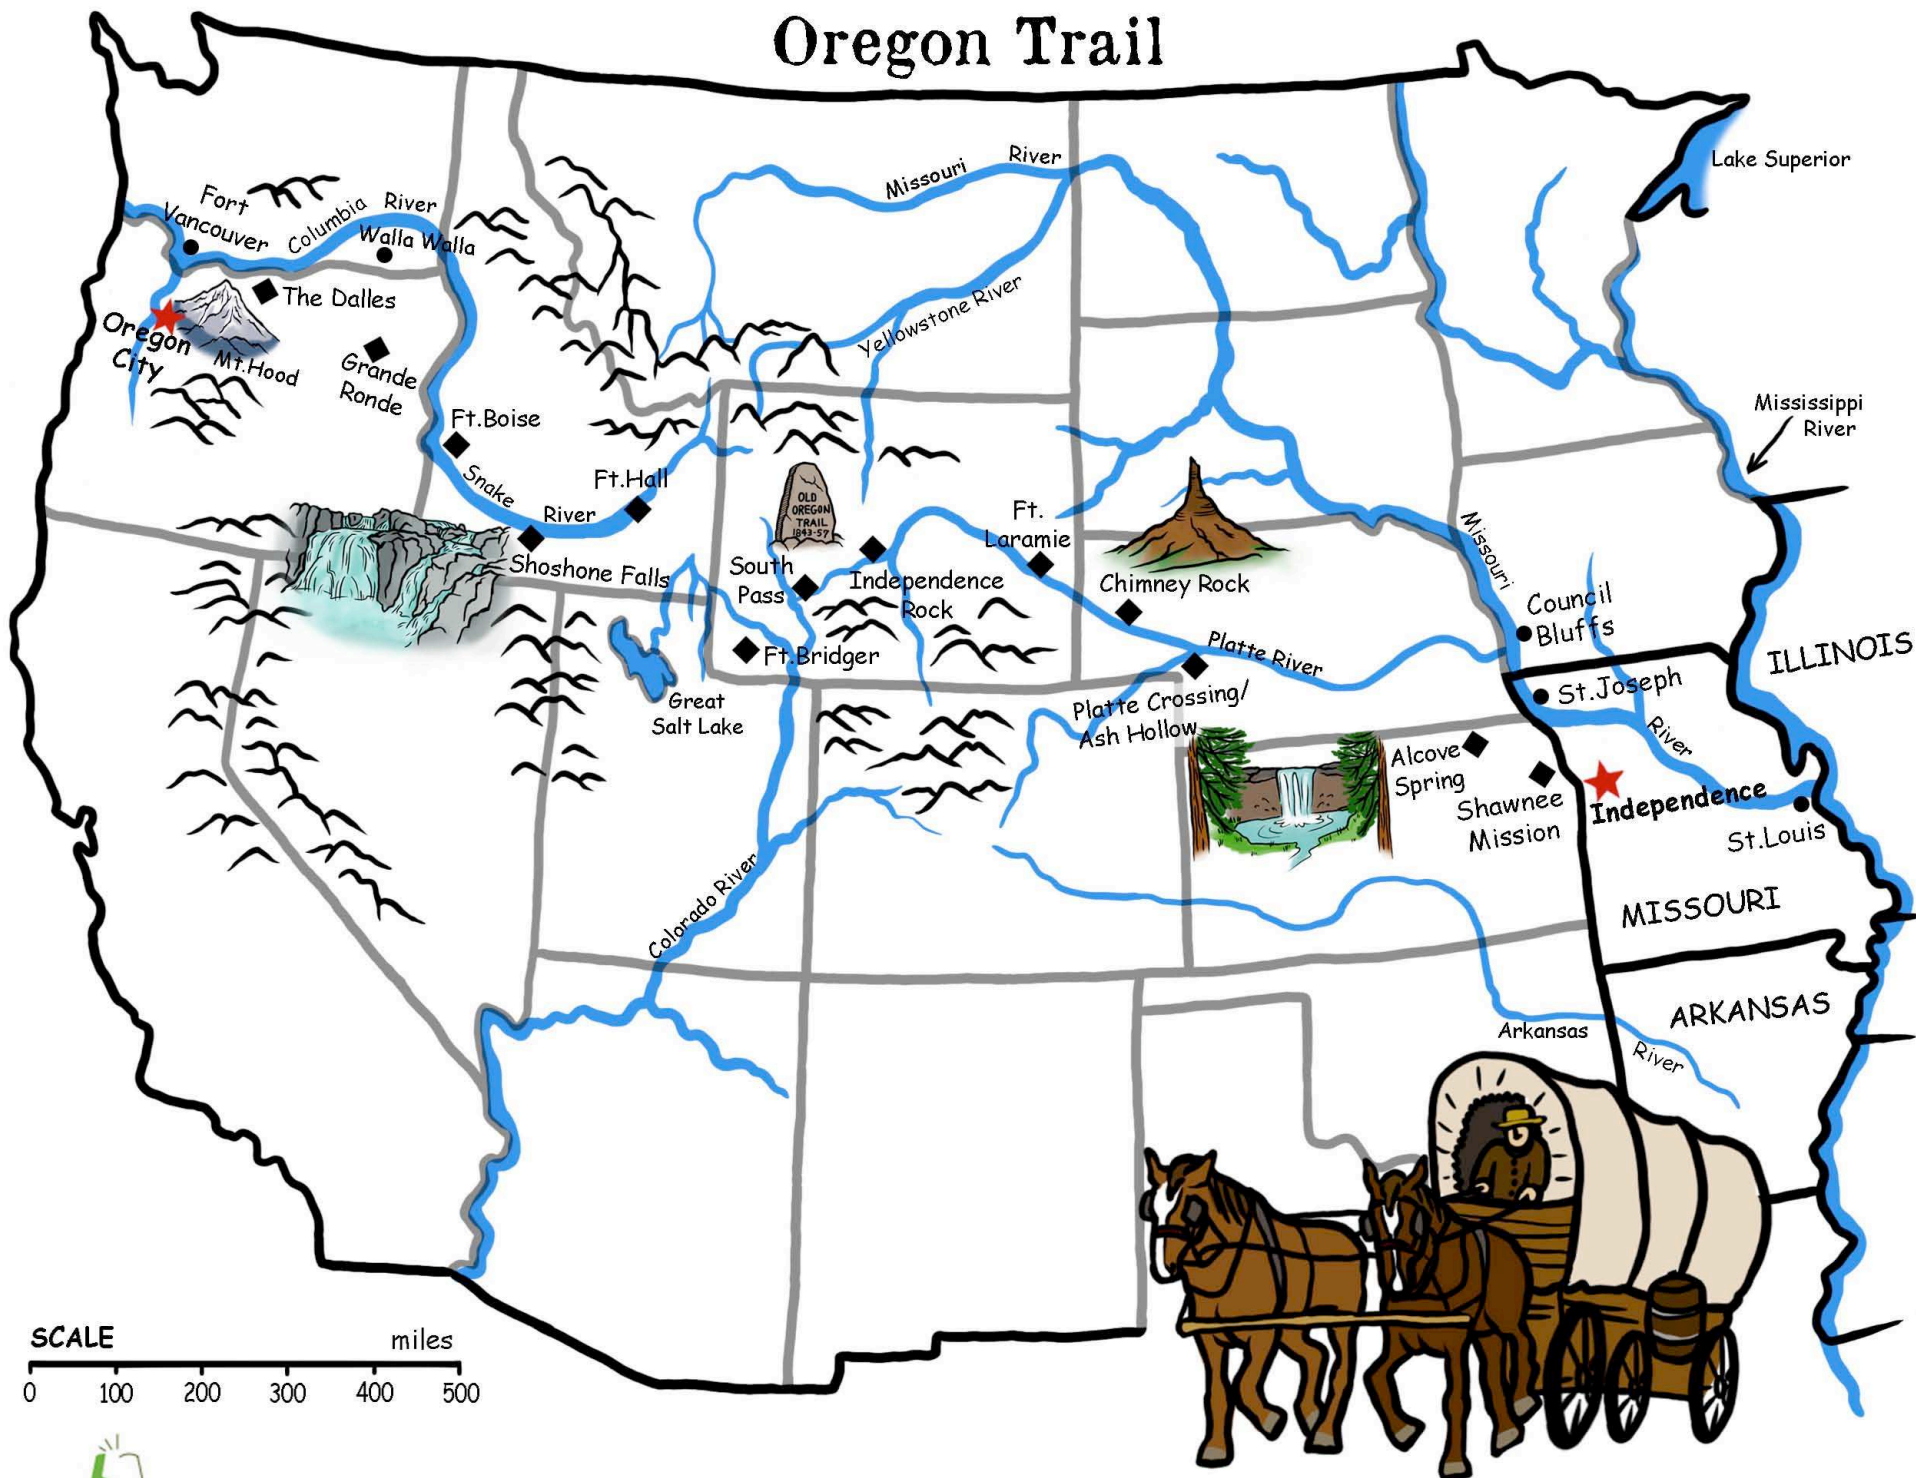 Oregon Trail
Lake Superior
Missouri River
Fort
Vancouver
Columbia River
Walla Walla
The Dalles
Oregon
City
Mt.Hood
Grande
Ronde
Yellowstone River
Mississippi
River
Ft.Boise
Snake River
Ft.Hall
OLD
OREGON
TRAIL
1843-57
Ft.
Laramie
Shoshone Falls
South
Pass
Independence
Rock
Chimney Rock
Missouri
Council
Bluffs
Ft.Bridger
Platte River
ILLINOIS
Great
Salt Lake
Platte Crossing/
Ash Hollow
St.Joseph
River
Alcove
Spring
Shawnee
Mission
Independence
St.Louis
Colorado River
MISSOURI
ARKANSAS
Arkansas River
SCALE miles
0 100 200 300 400 500